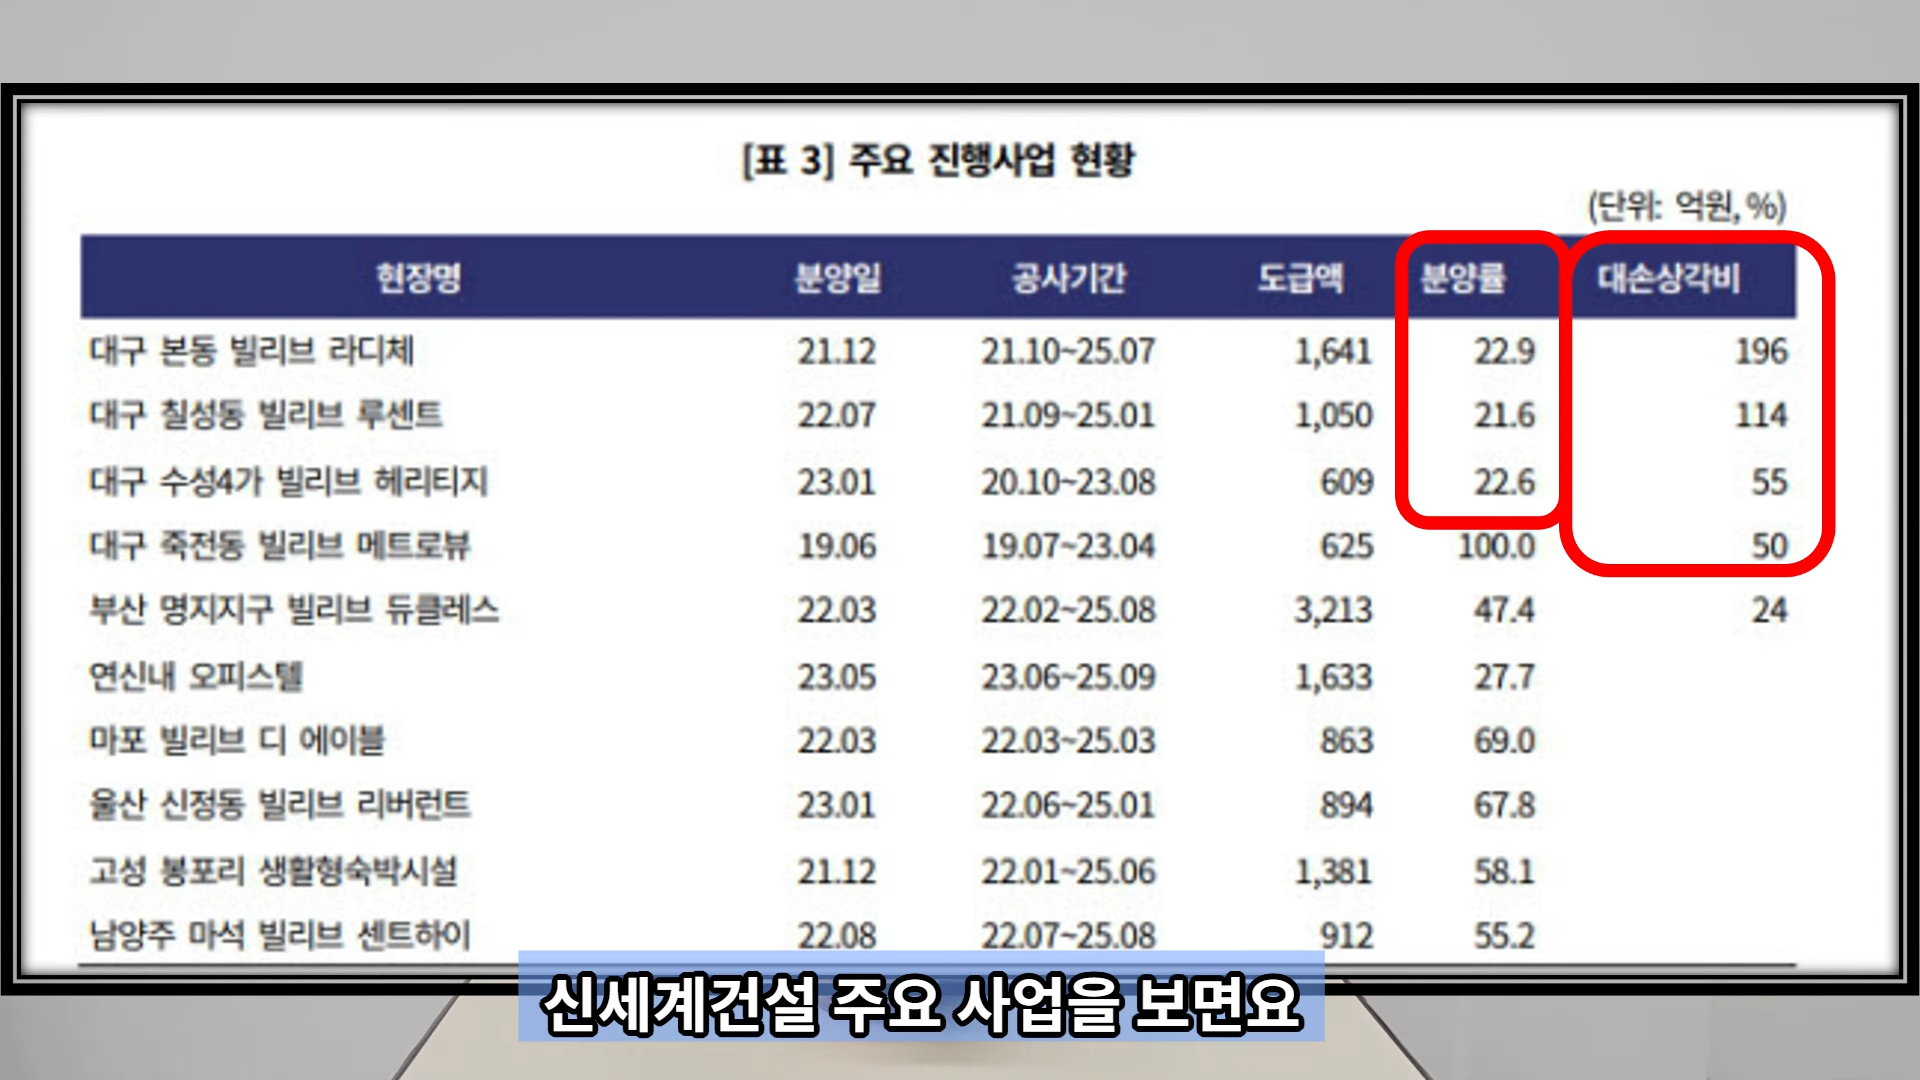 [표 3] 주요 진행사업 현황
(단위: 억원, %)
현장명 분양일 공사기간 도급액 분양률 대손상각비
대구 본동 빌리브 라디체 21.12 21.10~25.07 1,641 22.9 196
대구 칠성동 빌리브 루센트 22.07 21.09~25.01 1,050 21.6 114
대구 수성4가 빌리브 헤리티지 23.01 20.10~23.08 609 22.6 55
대구 죽전동 빌리브 메트로뷰 19.06 19.07~23.04 625 100.0 50
부산 명지지구 빌리브 듀클레스 22.03 22.02~25.08 3,213 47.4 24
연신내 오피스텔 23.05 23.06~25.09 1,633 27.7
마포 빌리브 디 에이블 22.03 22.03~25.03 863 69.0
울산 신정동 빌리브 리버런트 23.01 22.06~25.01 894 67.8
고성 봉포리 생활형숙박시설 21.12 22.01~25.06 1,381 58.1
남양주 마석 빌리브 센트하이 22.08 22.07~25.08 912 55.2
신세계건설 주요 사업을 보면요